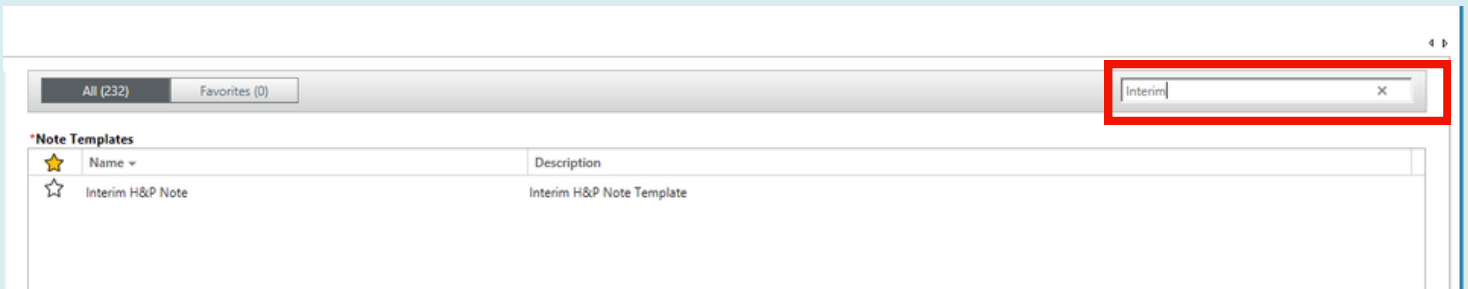 All (232) Favorites (0) Interim
*Note Templates
Name Description
Interim H&P Note Interim H&P Note Template